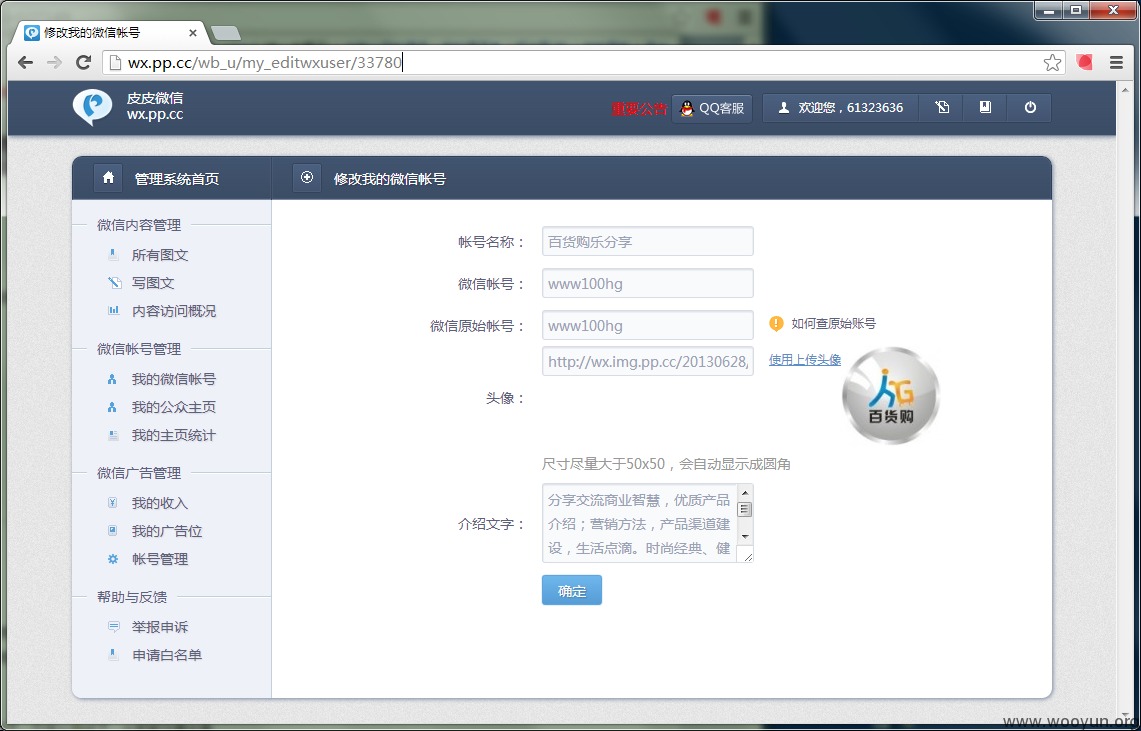 修改我的微信帐号
wx.pp.cc/wb_u/my_editwxuser/33780
皮皮微信
wx.pp.cc
重要公告
QQ客服
欢迎您，61323636
管理系统首页
修改我的微信帐号
微信内容管理
所有图文
写图文
内容访问概况
微信帐号管理
我的微信帐号
我的公众主页
我的主页统计
微信广告管理
我的收入
我的广告位
帐号管理
帮助与反馈
举报申诉
申请白名单
帐号名称：
百货购乐分享
微信帐号：
www100hg
微信原始帐号：
www100hg
如何查原始账号
http://wx.img.pp.cc/20130628,
使用上传头像
头像：
百货购
尺寸尽量大于50x50，会自动显示成圆角
介绍文字：
分享交流商业智慧，优质产品
介绍；营销方法，产品渠道建
设，生活点滴。时尚经典、健
确定
www.wooyun.org